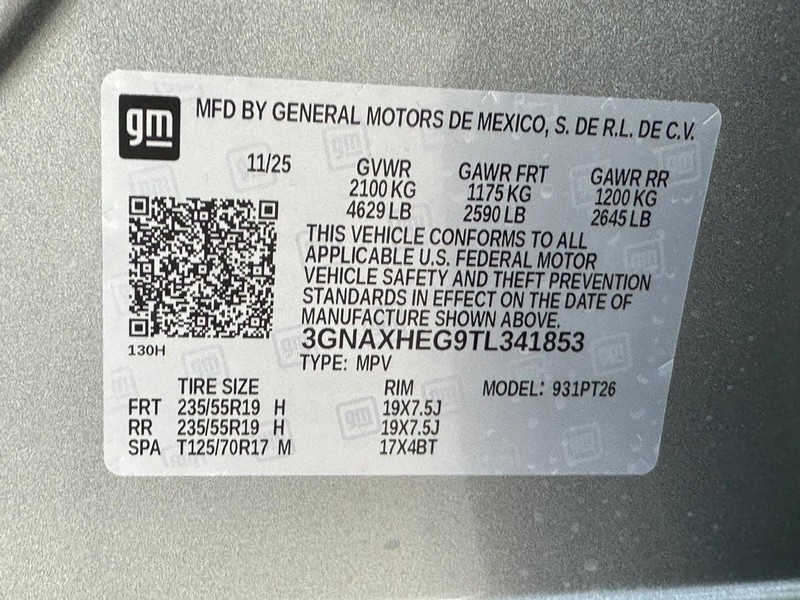 gm MFD BY GENERAL MOTORS DE MEXICO, S. DE R.L. DE C.V.
11/25 GVWR GAWR FRT GAWR RR
2100 KG 1175 KG 1200 KG
4629 LB 2590 LB 2645 LB
THIS VEHICLE CONFORMS TO ALL
APPLICABLE U.S. FEDERAL MOTOR
VEHICLE SAFETY AND THEFT PREVENTION
STANDARDS IN EFFECT ON THE DATE OF
MANUFACTURE SHOWN ABOVE.
3GNAXHEG9TL341853
130H
TYPE: MPV
TIRE SIZE RIM MODEL: 931PT26
FRT 235/55R19 H 19X7.5J
RR 235/55R19 H 19X7.5J
SPA T125/70R17 M 17X4BT